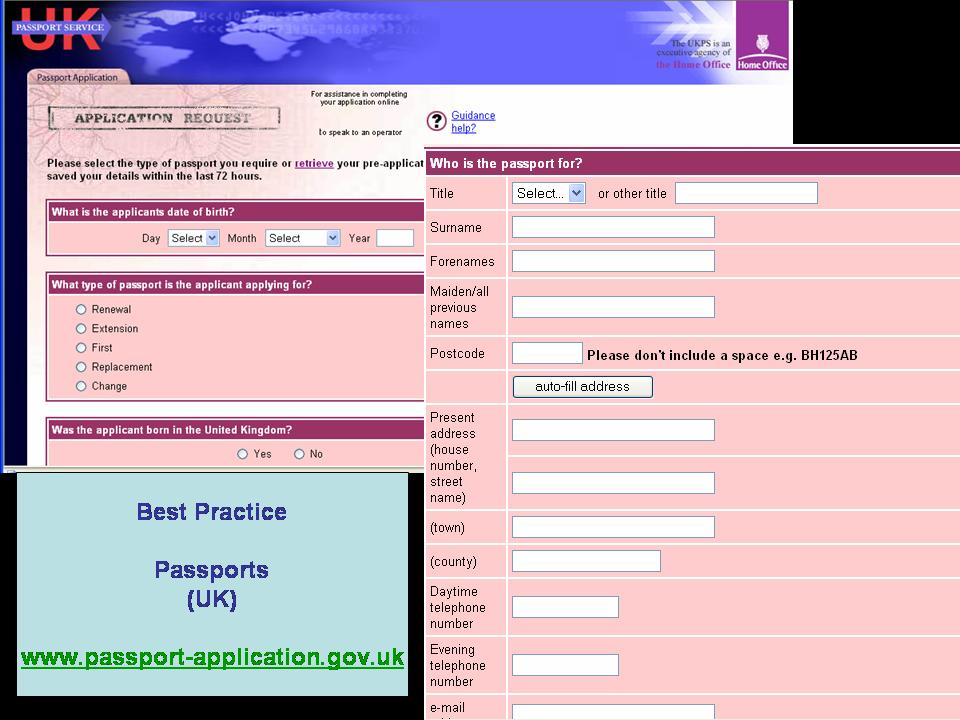 UK
PASSPORT SERVICE
The UKPS is an
executive agency of
the Home Office
Home Office
Passport Application
For assistance in completing
your application online
to speak to an operator
APPLICATION REQUEST
Guidance
help?
Please select the type of passport you require or retrieve your pre-applicat
saved your details within the last 72 hours.
What is the applicants date of birth?
Day Select Month Select Year
What type of passport is the applicant applying for?
Renewal
Extension
First
Replacement
Change
Was the applicant born in the United Kingdom?
Yes No
Who is the passport for?
Title Select... or other title
Surname
Forenames
Maiden/all
previous
names
Postcode Please don't include a space e.g. BH125AB
auto-fill address
Present
address
(house
number,
street
name)
(town)
(county)
Daytime
telephone
number
Evening
telephone
number
e-mail
Best Practice
Passports
(UK)
www.passport-application.gov.uk